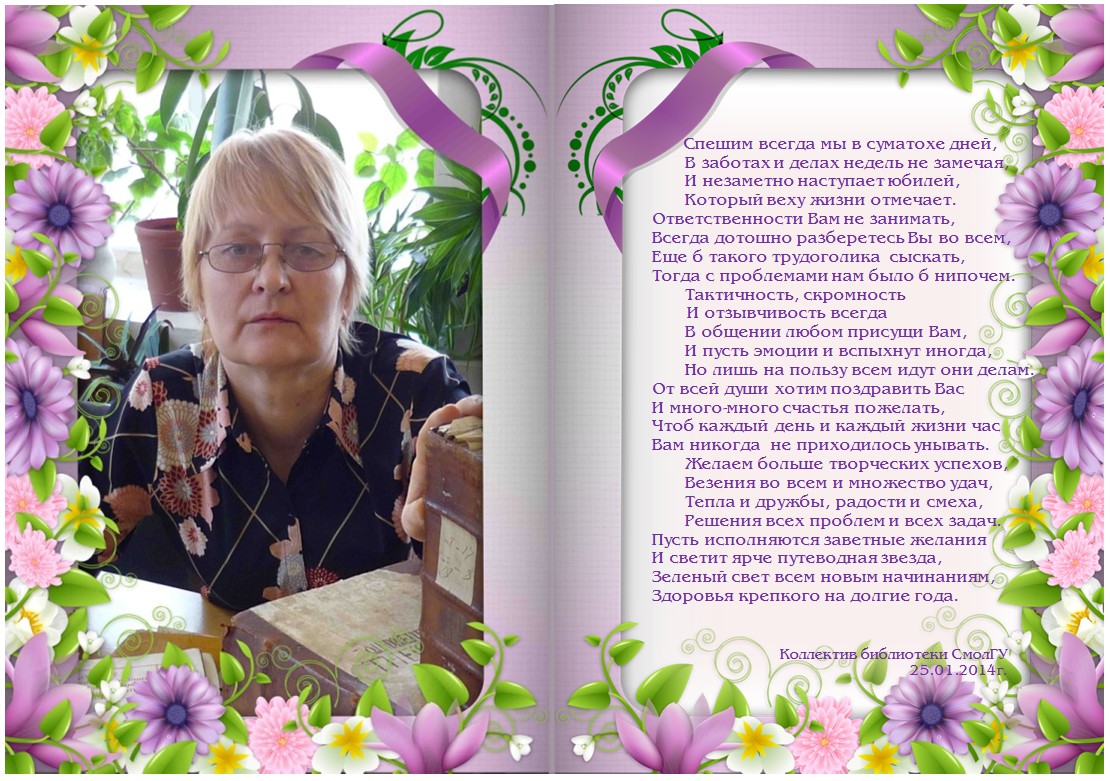 Спешим всегда мы в суматохе дней,
В заботах и делах недель не замечая,
И незаметно наступает юбилей,
Который веху жизни отмечает.
Ответственности Вам не занимать,
Всегда дотошно разберетесь Вы во всем,
Еще б такого трудоголика сыскать,
Тогда с проблемами нам было б нипочем.
Тактичность, скромность
И отзывчивость всегда
В общении любом присущи Вам,
И пусть эмоции и вспыхнут иногда,
Но лишь на пользу всем идут они делам.
От всей души хотим поздравить Вас
И много-много счастья пожелать,
Чтоб каждый день и каждый жизни час
Вам никогда не приходилось унывать.
Желаем больше творческих успехов,
Везения во всем и множество удач,
Тепла и дружбы, радости и смеха,
Решения всех проблем и всех задач.
Пусть исполняются заветные желания
И светит ярче путеводная звезда,
Зеленый свет всем новым начинаниям,
Здоровья крепкого на долгие года.
Коллектив библиотеки СмолГУ
25.01.2014г.